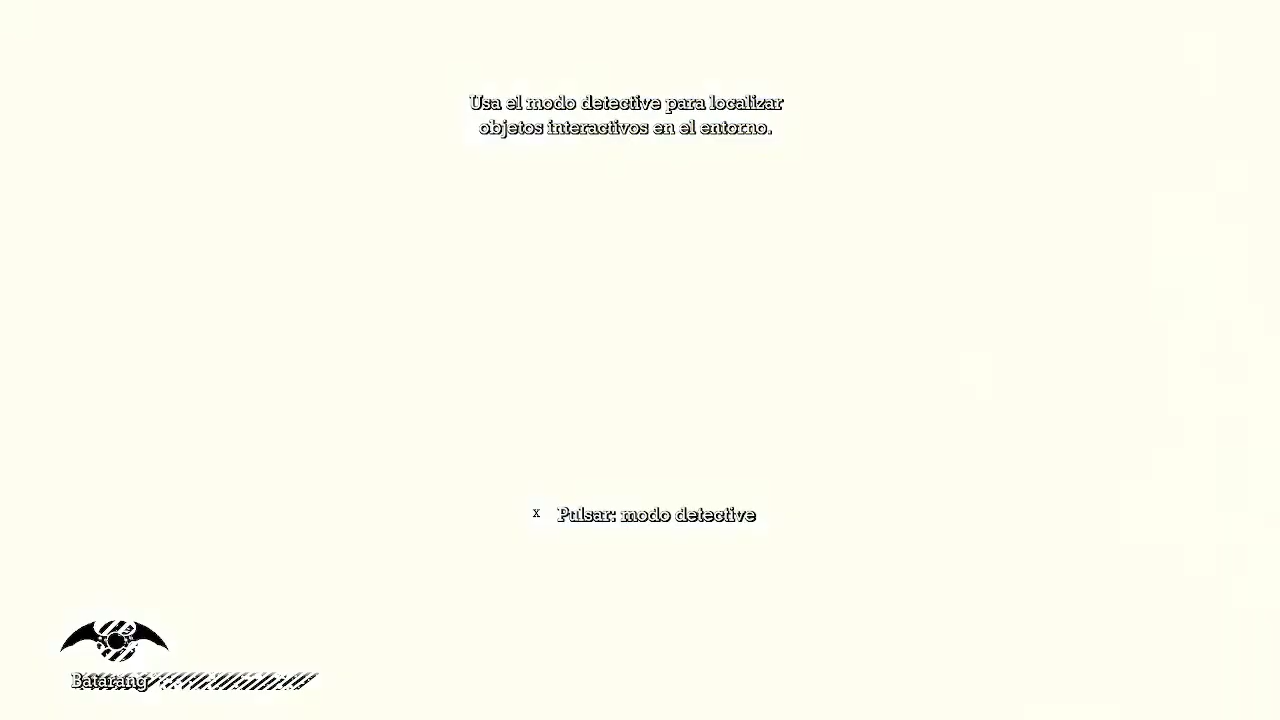 Usa el modo detective para localizar
objetos interactivos en el entorno.
x Pulsar: modo detective
Batarang